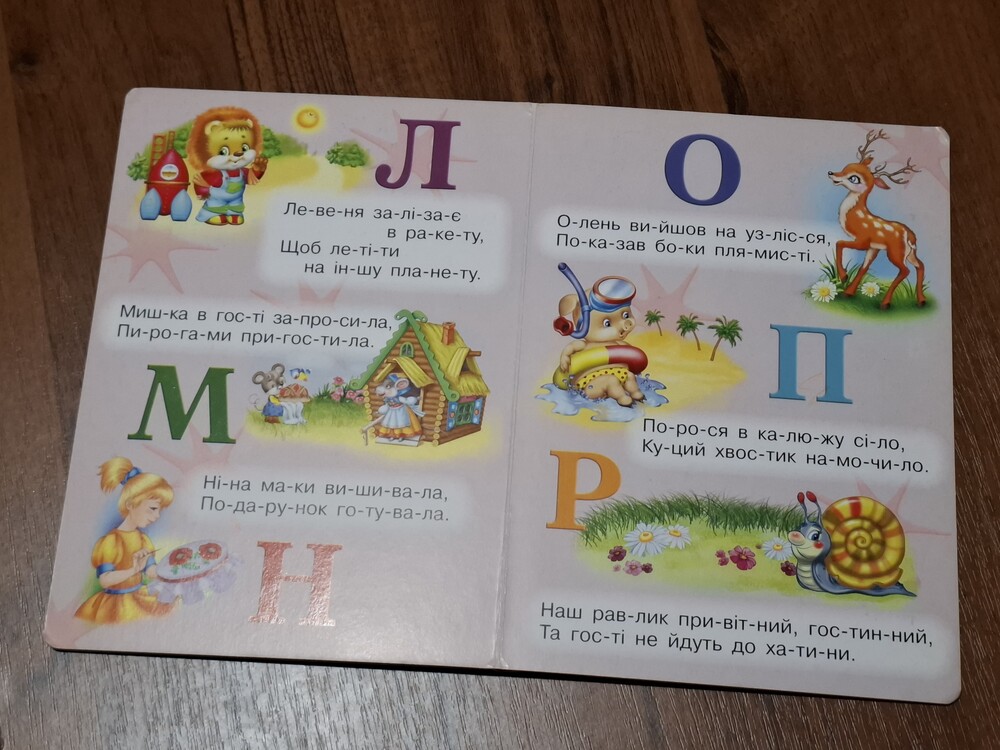 Л
Ле-ве-ня за-лі-за-є
в ра-ке-ту,
Щоб ле-ті-ти
на ін-шу пла-не-ту.
Миш-ка в гос-ті за-про-си-ла,
Пи-ро-га-ми при-гос-ти-ла.
М
Ні-на ма-ки ви-ши-ва-ла,
По-да-ру-нок го-ту-ва-ла.
Н
О
О-лень ви-йшов на уз-ліс-ся,
По-ка-зав бо-ки пля-мис-ті.
П
По-ро-ся в ка-лю-жу сі-ло,
Ку-ций хвос-тик на-мо-чи-ло.
Р
Наш рав-лик при-віт-ний, гос-тин-ний,
Та гос-ті не йдуть до ха-ти-ни.